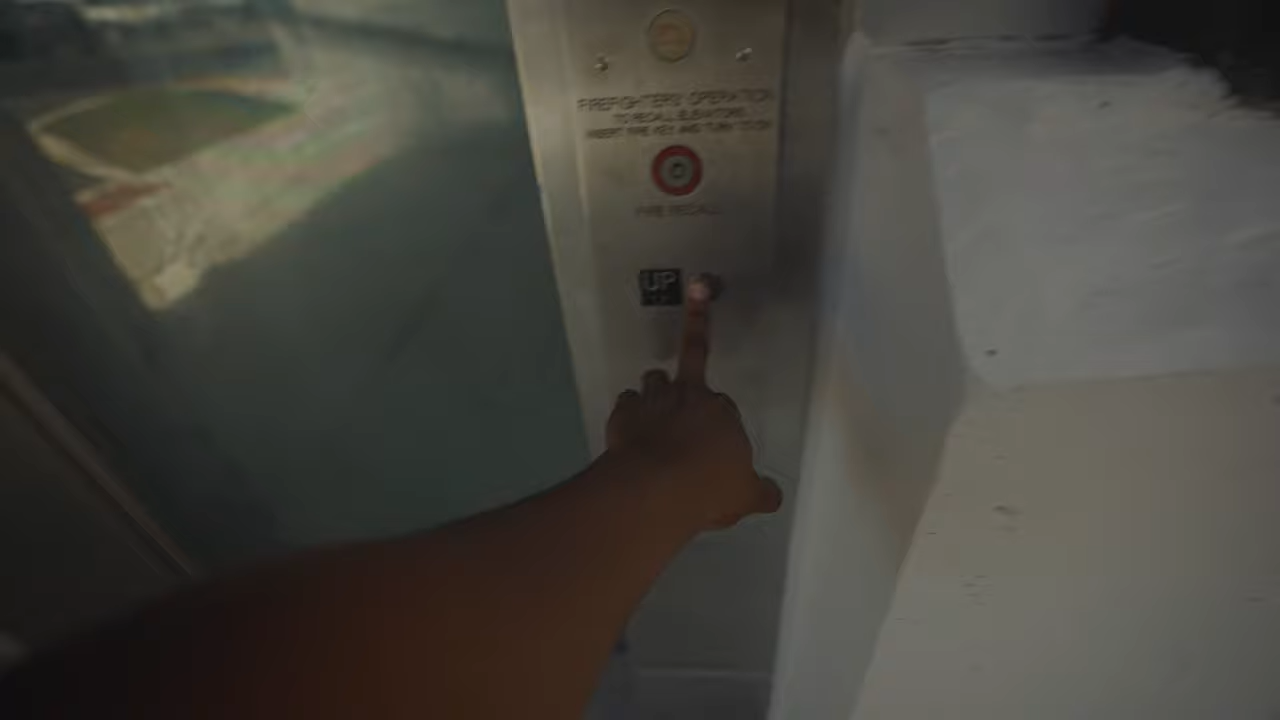 FIREFIGHTERS' OPERATION
TO RECALL ELEVATORS,
INSERT FIRE KEY AND TURN TO ON
FIRE RECALL
UP